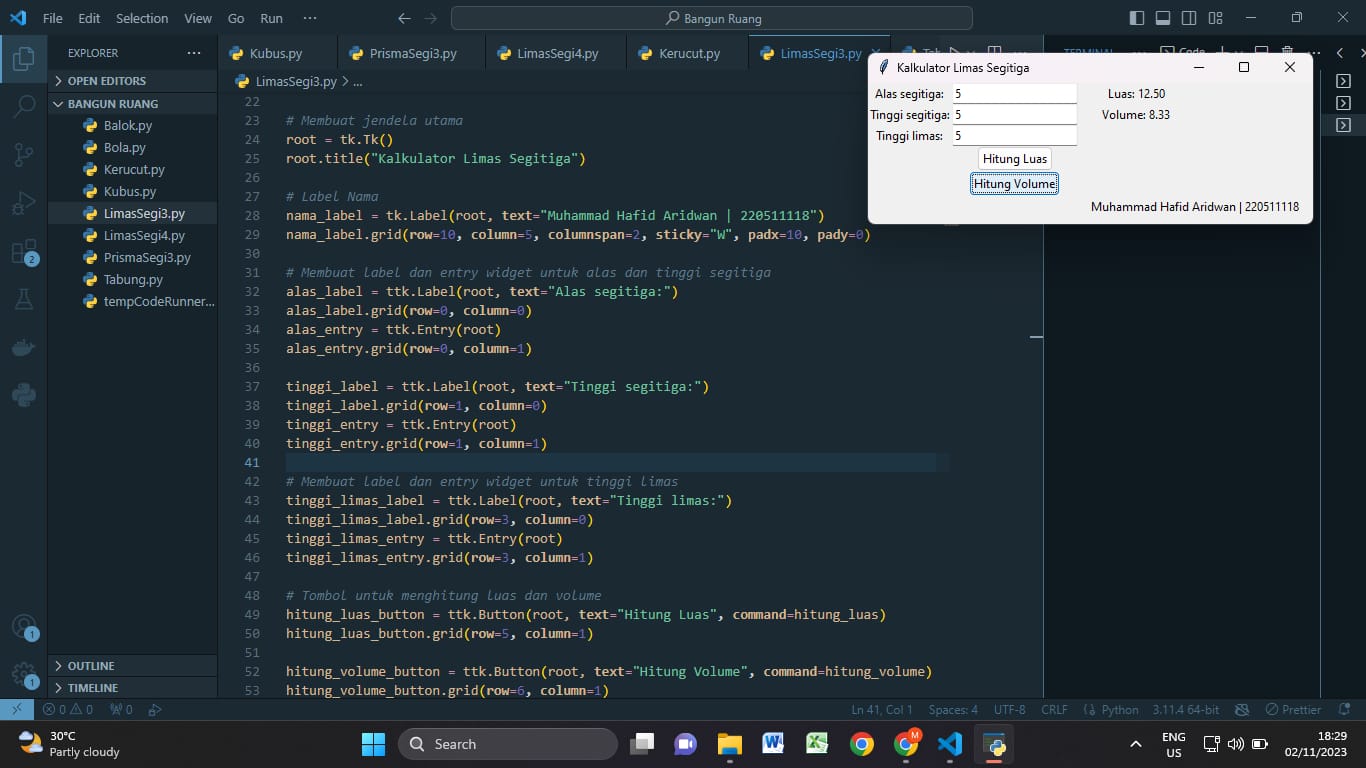 File Edit Selection View Go Run ···
Bangun Ruang
EXPLORER ···
OPEN EDITORS
BANGUN RUANG
Balok.py
Bola.py
Kerucut.py
Kubus.py
LimasSegi3.py
LimasSegi4.py
PrismaSegi3.py
Tabung.py
tempCodeRunner...
OUTLINE
TIMELINE
2
1
1
Kubus.py PrismaSegi3.py LimasSegi4.py Kerucut.py LimasSegi3.py
LimasSegi3.py > ...
22
23 # Membuat jendela utama
24 root = tk.Tk()
25 root.title("Kalkulator Limas Segitiga")
26
27 # Label Nama
28 nama_label = tk.Label(root, text="Muhammad Hafid Aridwan | 220511118")
29 nama_label.grid(row=10, column=5, columnspan=2, sticky="W", padx=10, pady=0)
30
31 # Membuat label dan entry widget untuk alas dan tinggi segitiga
32 alas_label = ttk.Label(root, text="Alas segitiga:")
33 alas_label.grid(row=0, column=0)
34 alas_entry = ttk.Entry(root)
35 alas_entry.grid(row=0, column=1)
36
37 tinggi_label = ttk.Label(root, text="Tinggi segitiga:")
38 tinggi_label.grid(row=1, column=0)
39 tinggi_entry = ttk.Entry(root)
40 tinggi_entry.grid(row=1, column=1)
41
42 # Membuat label dan entry widget untuk tinggi limas
43 tinggi_limas_label = ttk.Label(root, text="Tinggi limas:")
44 tinggi_limas_label.grid(row=3, column=0)
45 tinggi_limas_entry = ttk.Entry(root)
46 tinggi_limas_entry.grid(row=3, column=1)
47
48 # Tombol untuk menghitung luas dan volume
49 hitung_luas_button = ttk.Button(root, text="Hitung Luas", command=hitung_luas)
50 hitung_luas_button.grid(row=5, column=1)
51
52 hitung_volume_button = ttk.Button(root, text="Hitung Volume", command=hitung_volume)
53 hitung_volume_button.grid(row=6, column=1)
Kalkulator Limas Segitiga
Alas segitiga: 5 Luas: 12.50
Tinggi segitiga: 5 Volume: 8.33
Tinggi limas: 5
Hitung Luas
Hitung Volume
Muhammad Hafid Aridwan | 220511118
0 0 0 Ln 41, Col 1 Spaces: 4 UTF-8 CRLF Python 3.11.4 64-bit Prettier
30°C
Partly cloudy
Search
M
ENG
US
18:29
02/11/2023